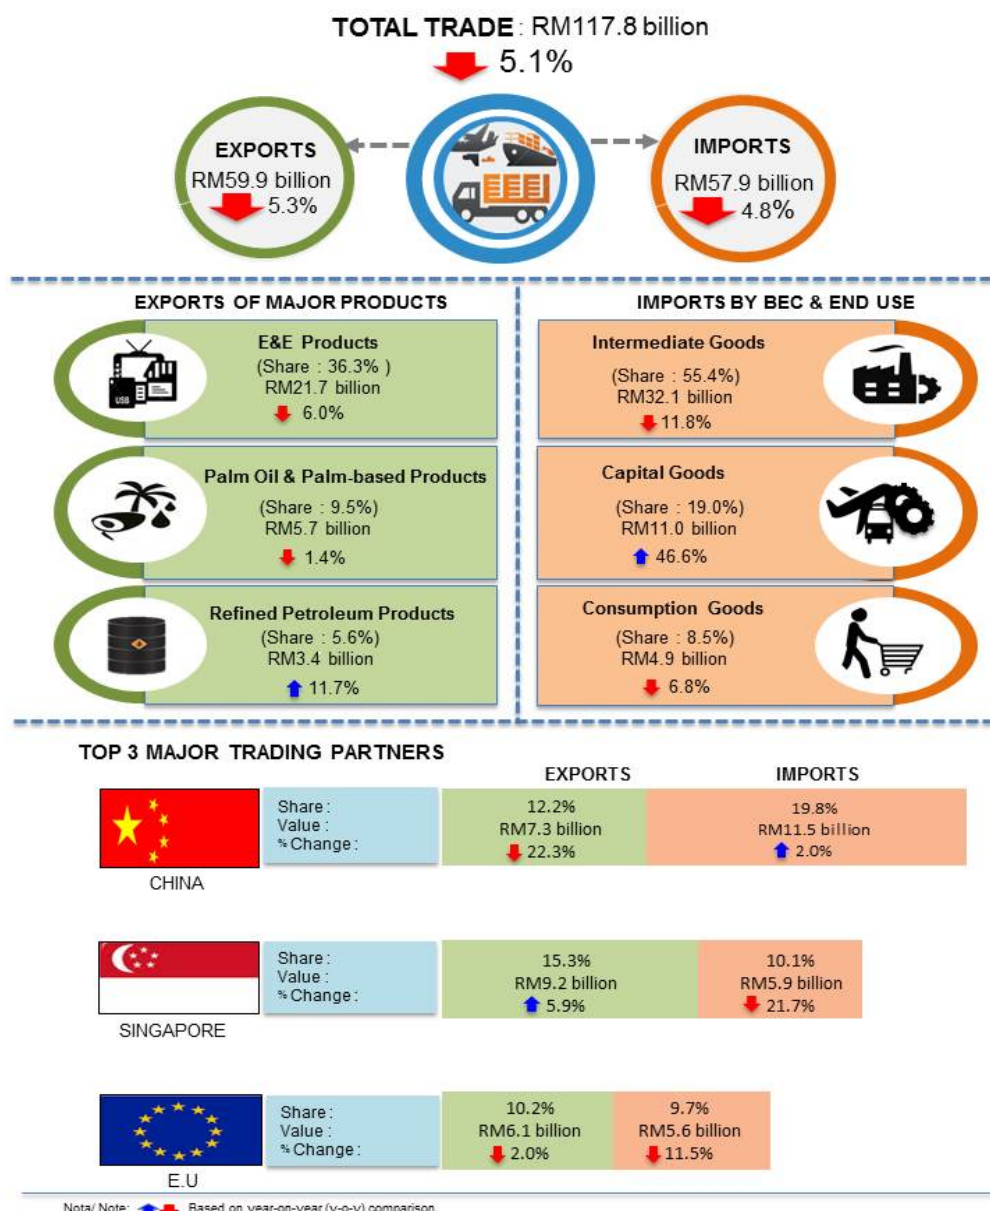 TOTAL TRADE : RM117.8 billion
5.1%
EXPORTS
RM59.9 billion
5.3%
IMPORTS
RM57.9 billion
4.8%
EXPORTS OF MAJOR PRODUCTS
E&E Products
(Share : 36.3% )
RM21.7 billion
6.0%
USB
Palm Oil & Palm-based Products
(Share : 9.5%)
RM5.7 billion
1.4%
Refined Petroleum Products
(Share : 5.6%)
RM3.4 billion
11.7%
IMPORTS BY BEC & END USE
Intermediate Goods
(Share : 55.4%)
RM32.1 billion
11.8%
Capital Goods
(Share : 19.0%)
RM11.0 billion
46.6%
Consumption Goods
(Share : 8.5%)
RM4.9 billion
6.8%
TOP 3 MAJOR TRADING PARTNERS
EXPORTS IMPORTS
Share : 12.2% 19.8%
Value : RM7.3 billion RM11.5 billion
% Change : 22.3% 2.0%
CHINA
Share : 15.3% 10.1%
Value : RM9.2 billion RM5.9 billion
% Change : 5.9% 21.7%
SINGAPORE
Share : 10.2% 9.7%
Value : RM6.1 billion RM5.6 billion
% Change : 2.0% 11.5%
E.U
Nota/ Note: Based on year-on-year (y-o-y) comparison